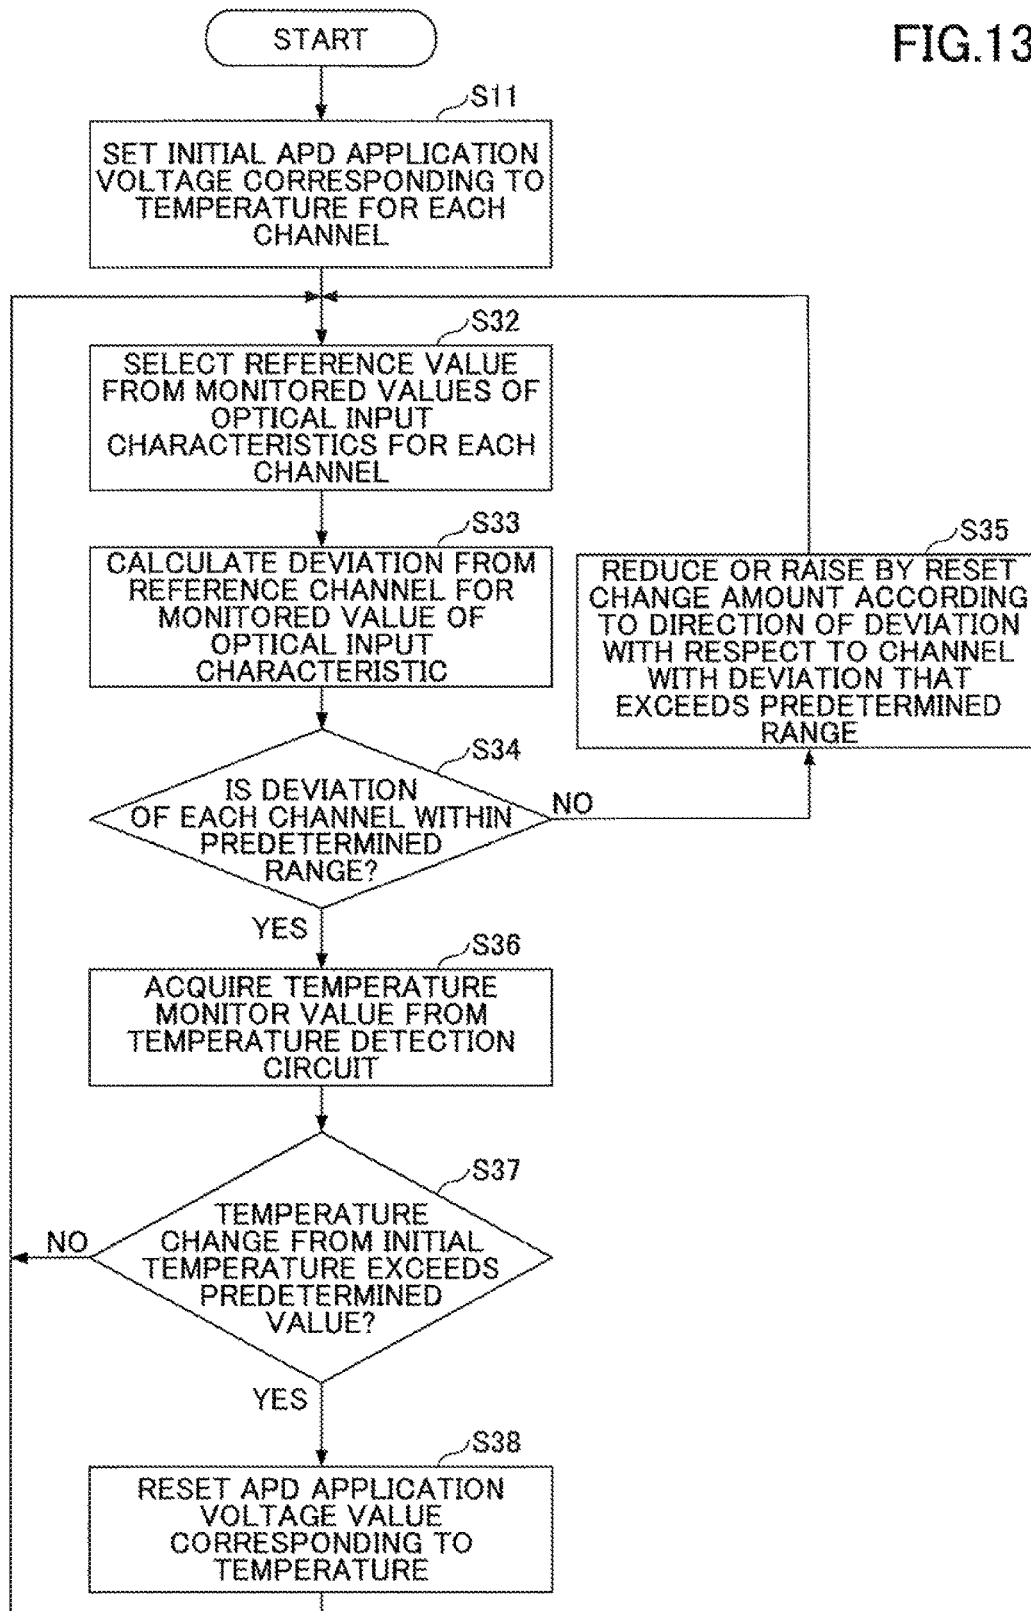 FIG.13
START
S11
SET INITIAL APD APPLICATION
VOLTAGE CORRESPONDING TO
TEMPERATURE FOR EACH
CHANNEL
S32
SELECT REFERENCE VALUE
FROM MONITORED VALUES OF
OPTICAL INPUT
CHARACTERISTICS FOR EACH
CHANNEL
S33
CALCULATE DEVIATION FROM
REFERENCE CHANNEL FOR
MONITORED VALUE OF
OPTICAL INPUT
CHARACTERISTIC
S35
REDUCE OR RAISE BY RESET
CHANGE AMOUNT ACCORDING
TO DIRECTION OF DEVIATION
WITH RESPECT TO CHANNEL
WITH DEVIATION THAT
EXCEEDS PREDETERMINED
RANGE
S34
IS DEVIATION
OF EACH CHANNEL WITHIN
PREDETERMINED
RANGE?
NO
YES
S36
ACQUIRE TEMPERATURE
MONITOR VALUE FROM
TEMPERATURE DETECTION
CIRCUIT
S37
TEMPERATURE
CHANGE FROM INITIAL
TEMPERATURE EXCEEDS
PREDETERMINED
VALUE?
NO
YES
S38
RESET APD APPLICATION
VOLTAGE VALUE
CORRESPONDING TO
TEMPERATURE